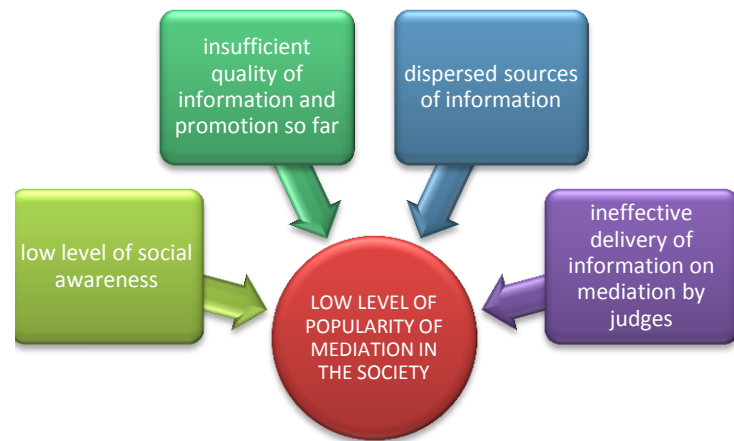 insufficient
quality of
information and
promotion so far
dispersed sources
of information
low level of social
awareness
ineffective
delivery of
information on
mediation by
judges
LOW LEVEL OF
POPULARITY OF
MEDIATION IN
THE SOCIETY